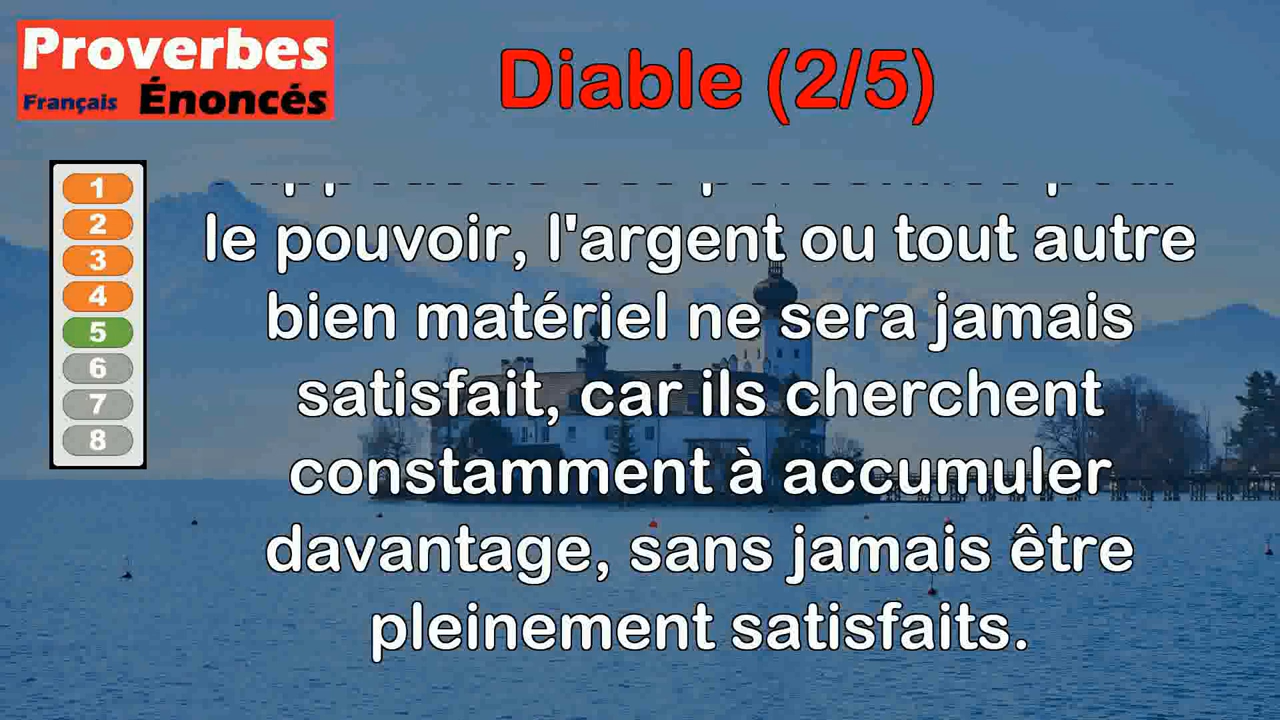 Proverbes
Français Énoncés
Diable (2/5)
1
2
3
4
5
6
7
8
le pouvoir, l'argent ou tout autre
bien matériel ne sera jamais
satisfait, car ils cherchent
constamment à accumuler
davantage, sans jamais être
pleinement satisfaits.